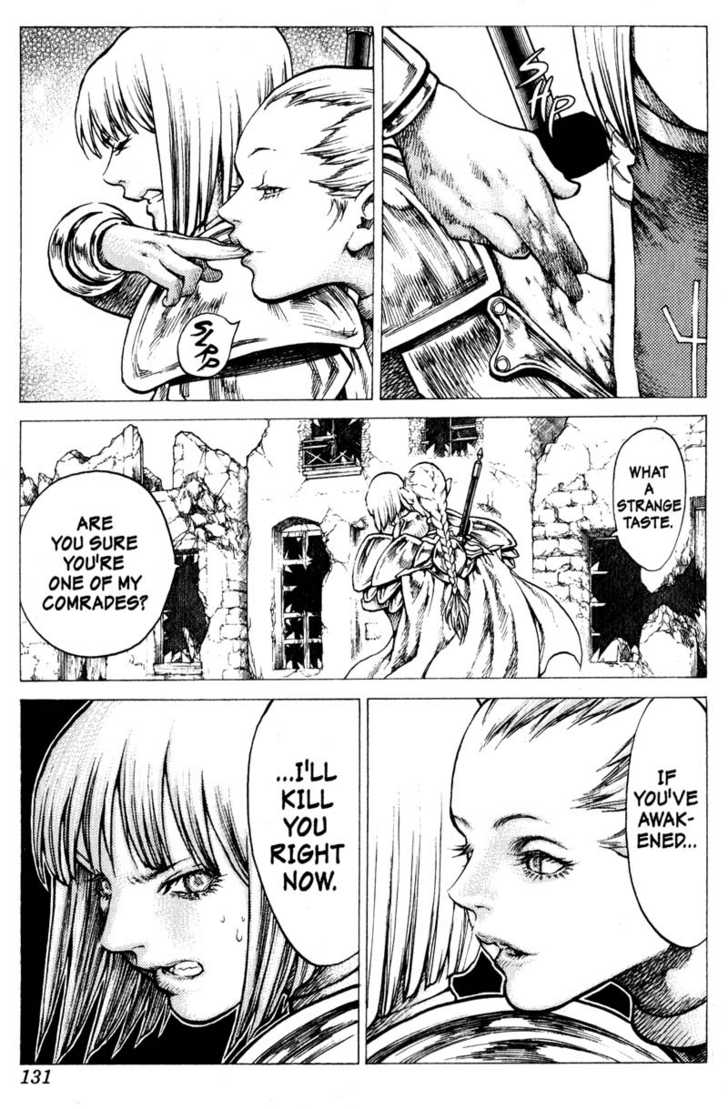 SHP
SLRP
WHAT
A
STRANGE
TASTE.
ARE
YOU SURE
YOU'RE
ONE OF MY
COMRADES?
IF
YOU'VE
AWAK-
ENED...
...I'LL
KILL
YOU
RIGHT
NOW.
131